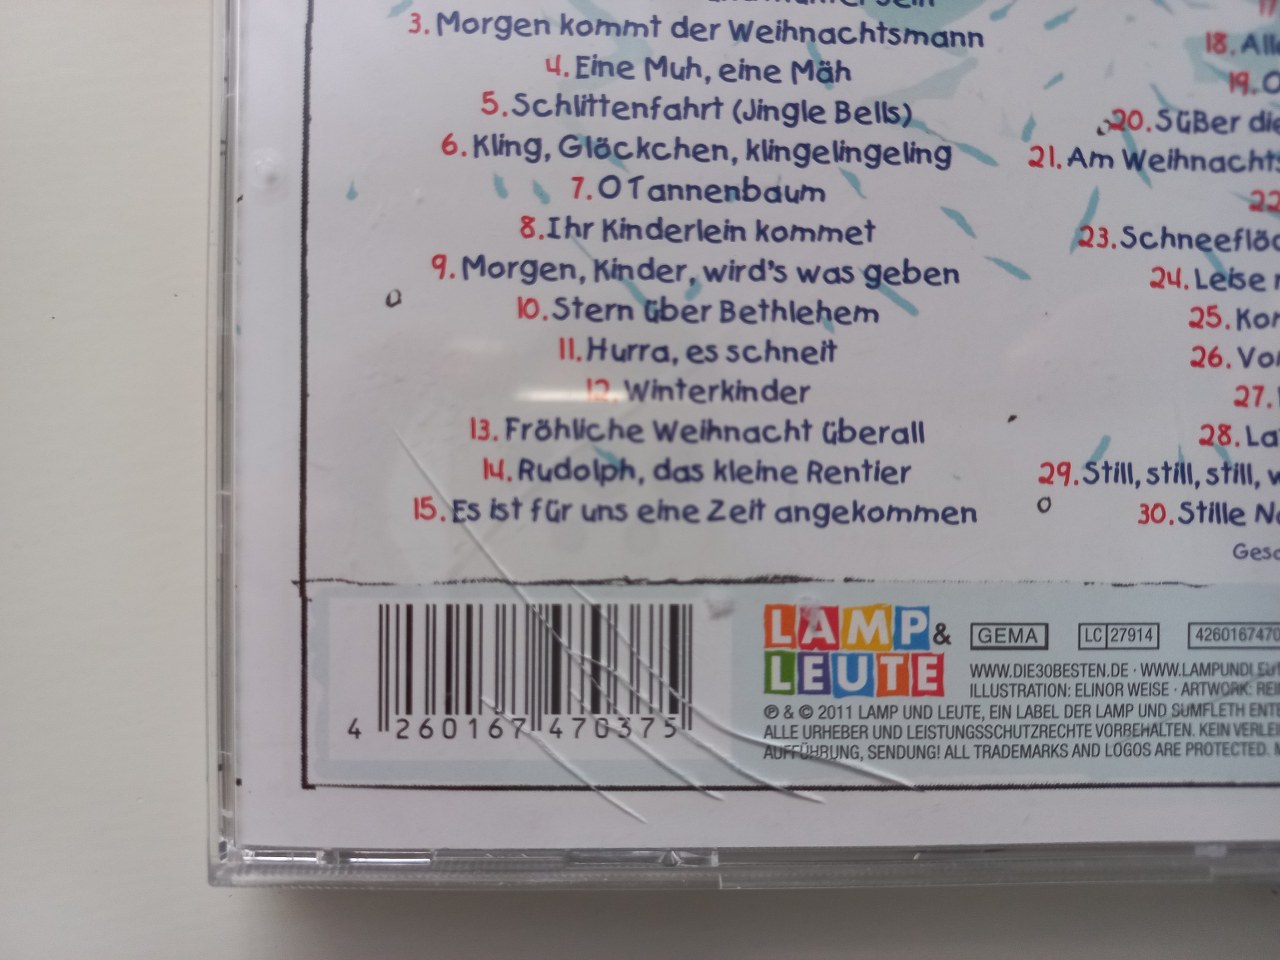 3. Morgen kommt der Weihnachtsmann
4. Eine Muh, eine Mäh
5. Schlittenfahrt (Jingle Bells)
6. Kling, Glöckchen, klingelingeling
7. O Tannenbaum
8. Ihr Kinderlein kommet
9. Morgen, Kinder, wird's was geben
10. Stern über Bethlehem
11. Hurra, es schneit
12. Winterkinder
13. Fröhliche Weihnacht überall
14. Rudolph, das kleine Rentier
15. Es ist für uns eine Zeit angekommen
18.
19. O
20. Süßer die
21. Am
22
23.
24. Leise
25.
26.
27.
28.
29. Still, still, still,
30. Stille
4 260167 470375
LAMP &
LEUTE
GEMA LC 27914
WWW.DIE30BESTEN.DE ·
ILLUSTRATION: ELINOR WEISE · ARTWORK:
℗ & © 2011 LAMP UND LEUTE, EIN LABEL DER LAMP UND SUMFLETH
ALLE URHEBER UND LEISTUNGSSCHUTZRECHTE VORBEHALTEN. KEIN
AUFFÜHRUNG, SENDUNG! ALL TRADEMARKS AND LOGOS ARE PROTECTED.